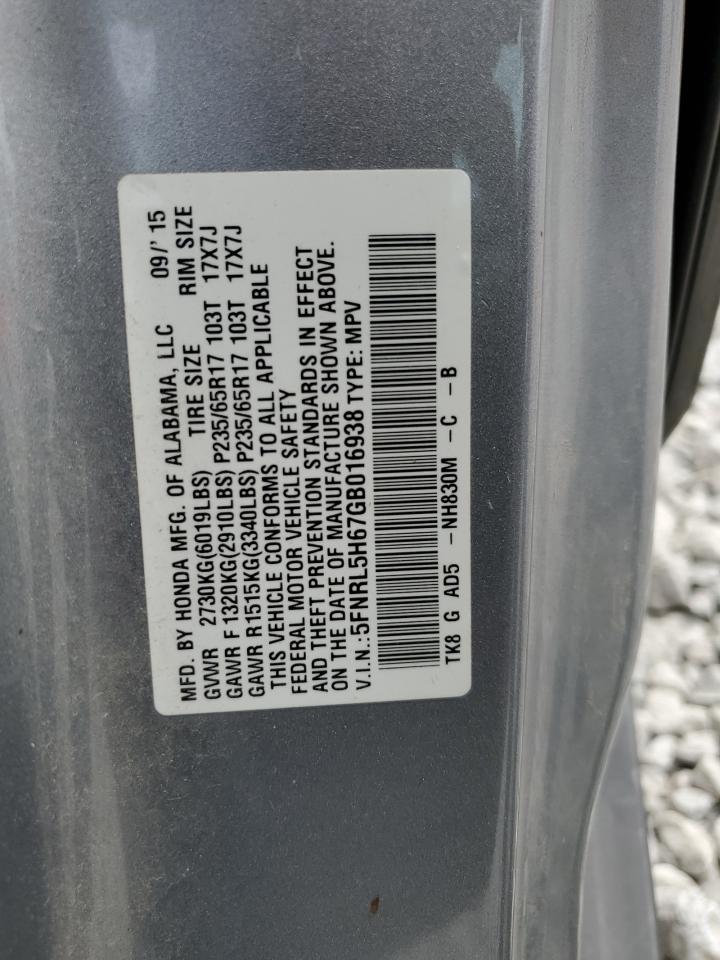 MFD. BY HONDA MFG. OF ALABAMA, LLC 09/' 15
TIRE SIZE RIM SIZE
GVWR 2730KG(6019LBS)
GAWR F 1320KG(2910LBS) P235/65R17 103T 17X7J
GAWR R1515KG(3340LBS) P235/65R17 103T 17X7J
THIS VEHICLE CONFORMS TO ALL APPLICABLE
FEDERAL MOTOR VEHICLE SAFETY
AND THEFT PREVENTION STANDARDS IN EFFECT
ON THE DATE OF MANUFACTURE SHOWN ABOVE.
V.I.N.:5FNRL5H67GB016938 TYPE: MPV
TK8 G AD5 -NH830M - C - B